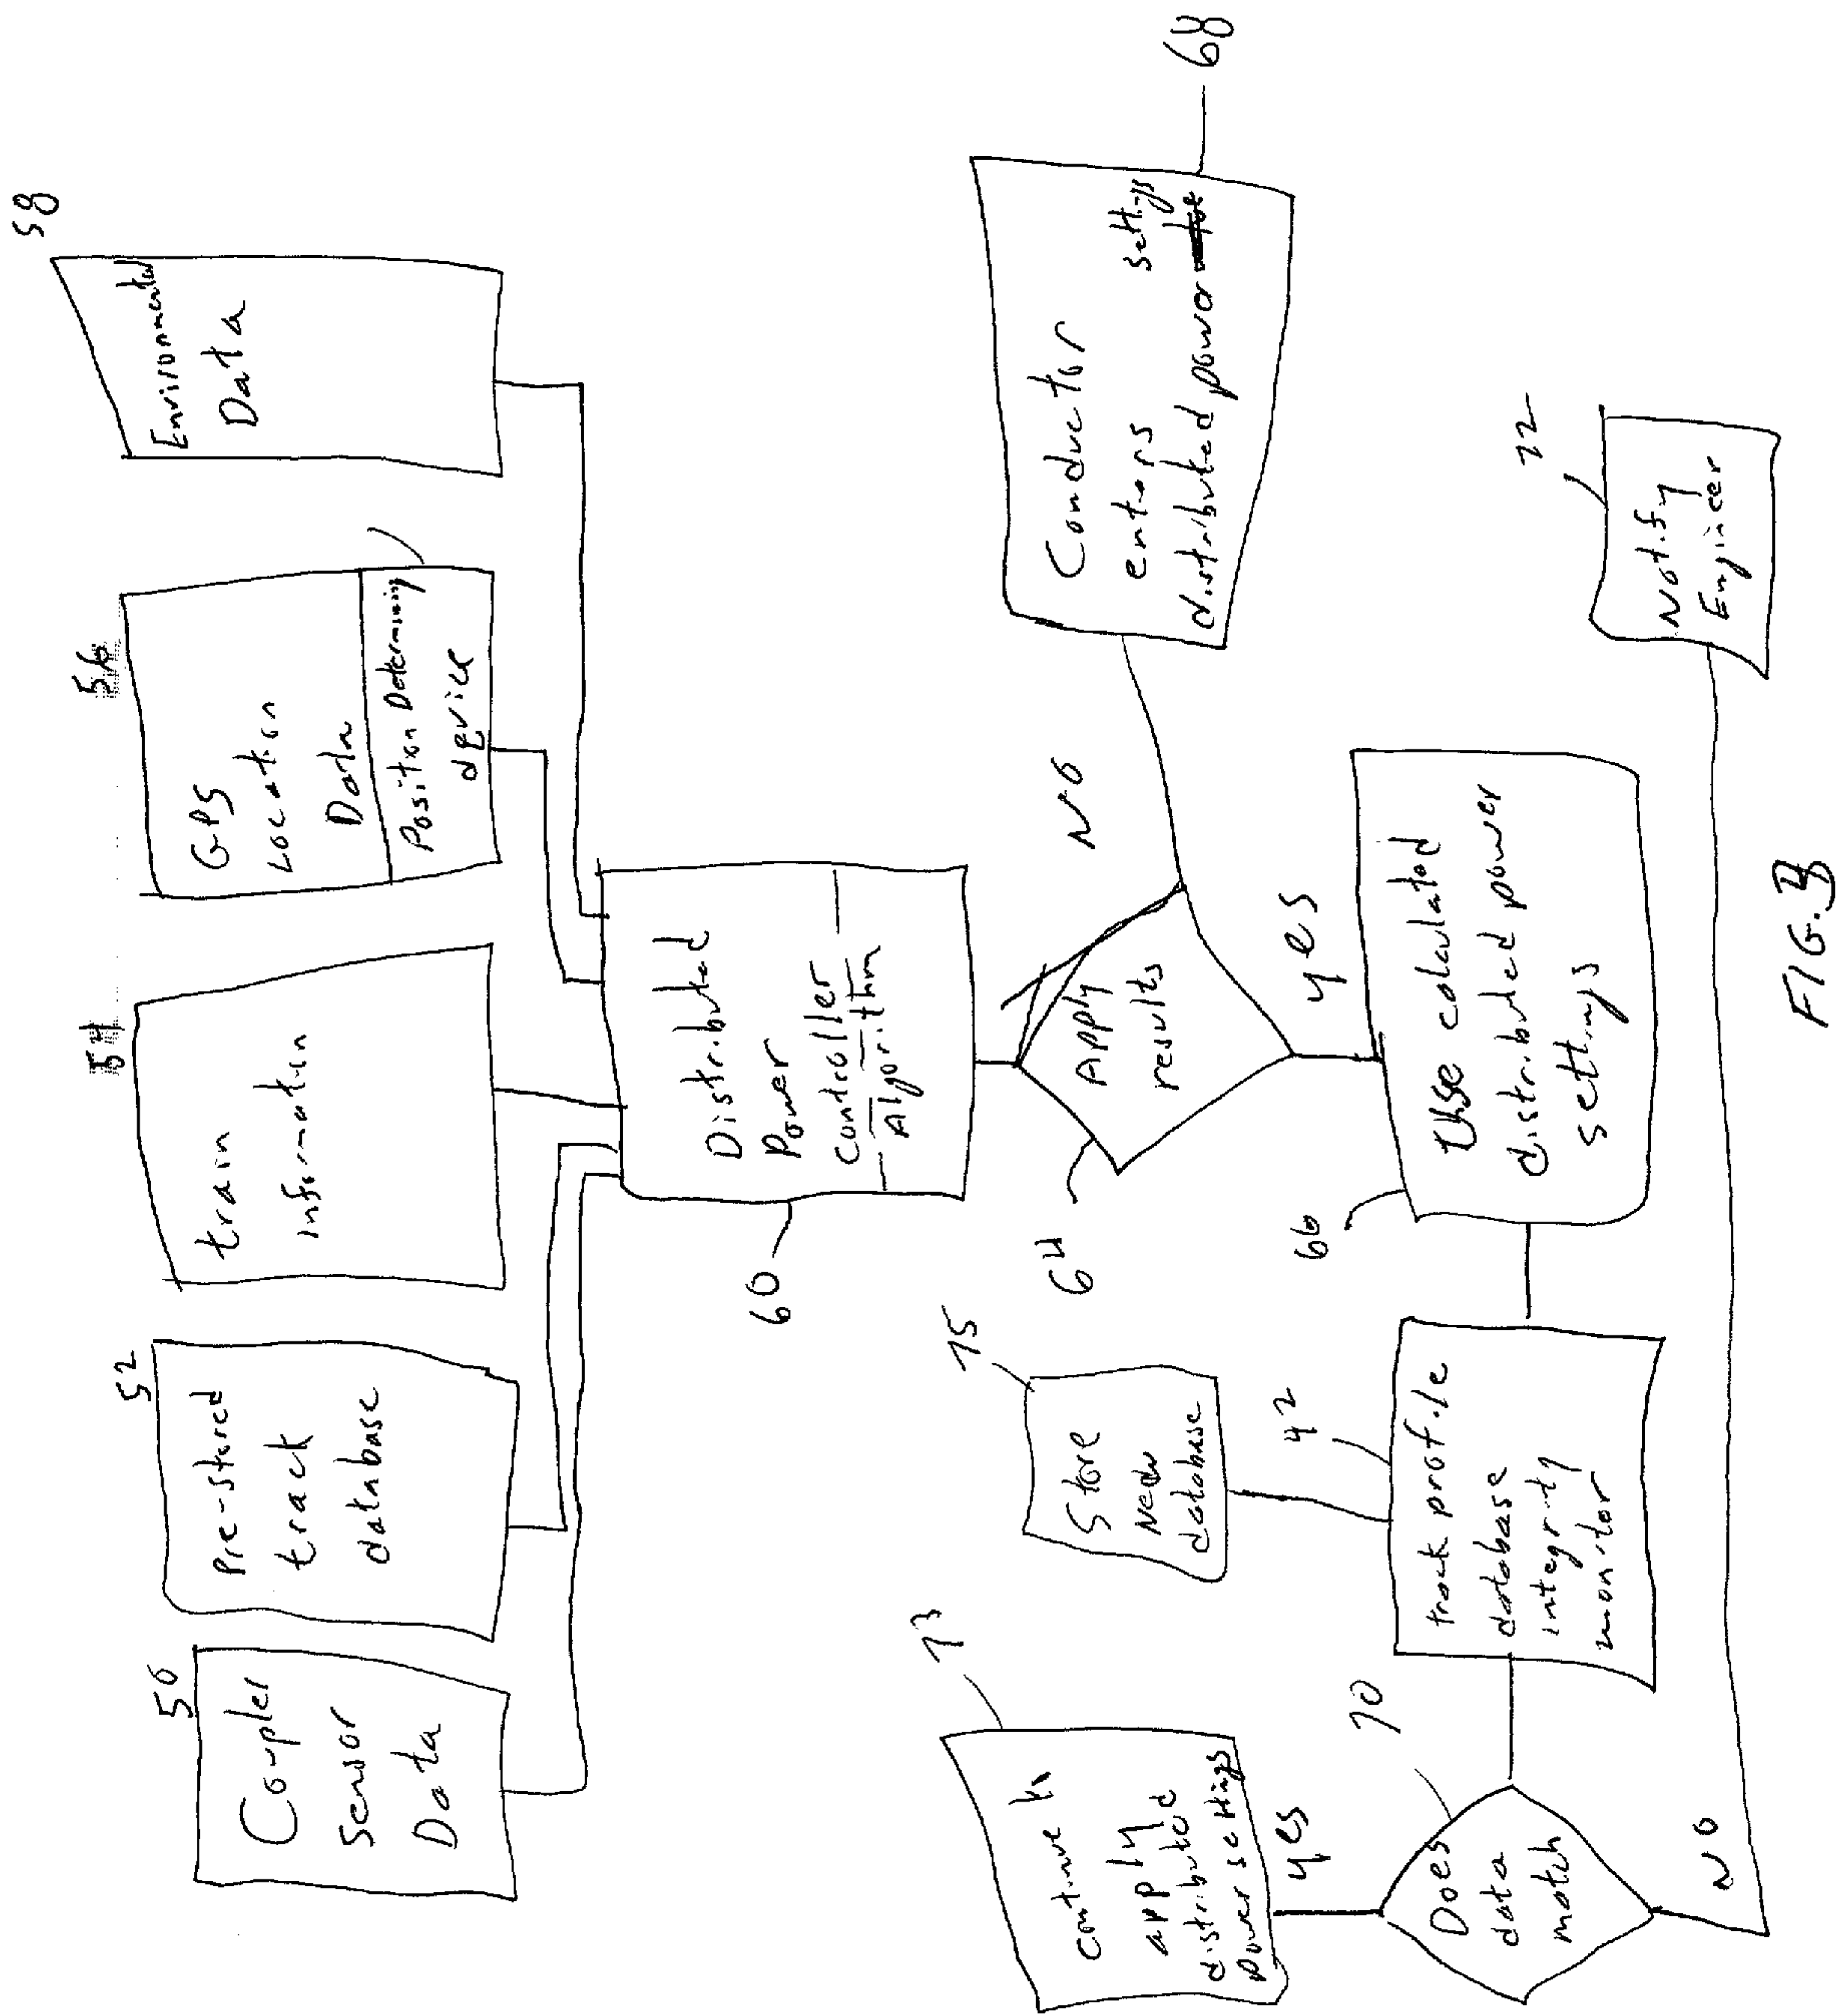 50
Coupler
Sensor
Data
52
Pre-stored
track
database
54
train
information
56
GPS
Location
Data
Position Determining
device
58
Environmental
Data
60
Distributed
Power
controller
Algorithm
64
Apply
results
NO
Conductor
enters
settings
distributed power
68
yes
66
Use calculated
distributed power
settings
75
Store
New
database
42
track profile
database
integrity
monitor
70
Does
data
match
yes
73
continue to
apply
distributed
Power settings
NO
72
Notify
Engineer
FIG. 3